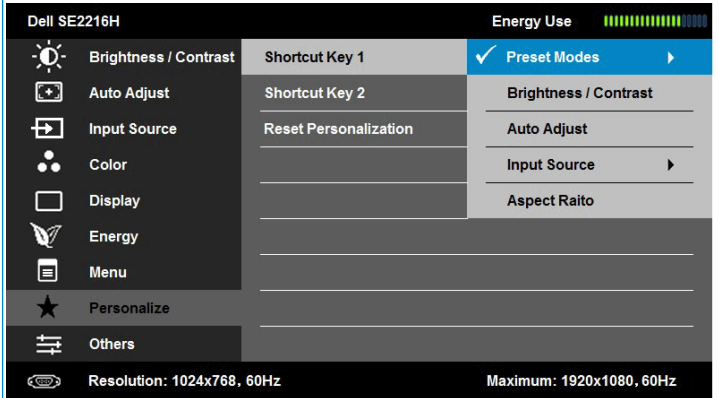 Dell SE2216H
Energy Use
Brightness / Contrast
Auto Adjust
Input Source
Color
Display
Energy
Menu
Personalize
Others
Shortcut Key 1
Shortcut Key 2
Reset Personalization
Preset Modes
Brightness / Contrast
Auto Adjust
Input Source
Aspect Raito
Resolution: 1024x768, 60Hz
Maximum: 1920x1080, 60Hz